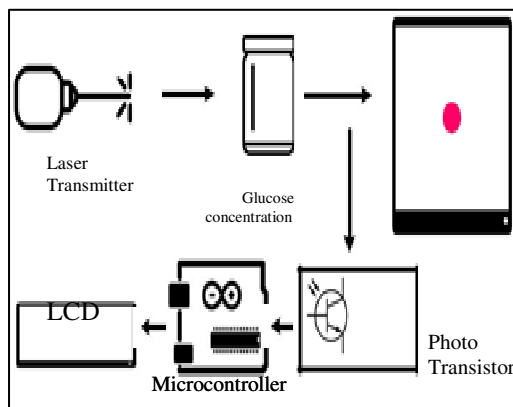 Laser
Transmitter
Glucose
concentration
LCD
Microcontroller
Photo
Transistor